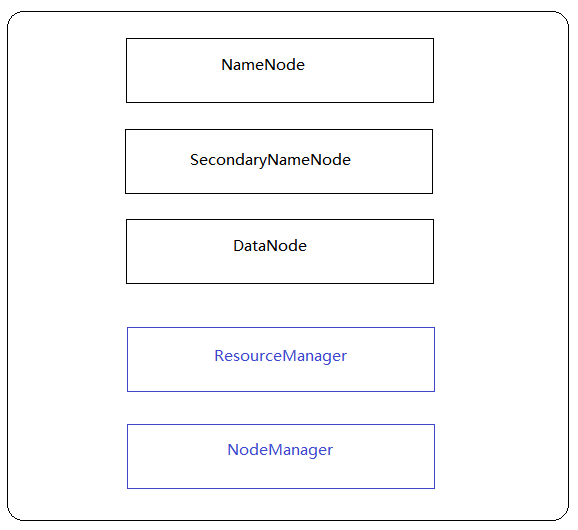 NameNode
SecondaryNameNode
DataNode
ResourceManager
NodeManager